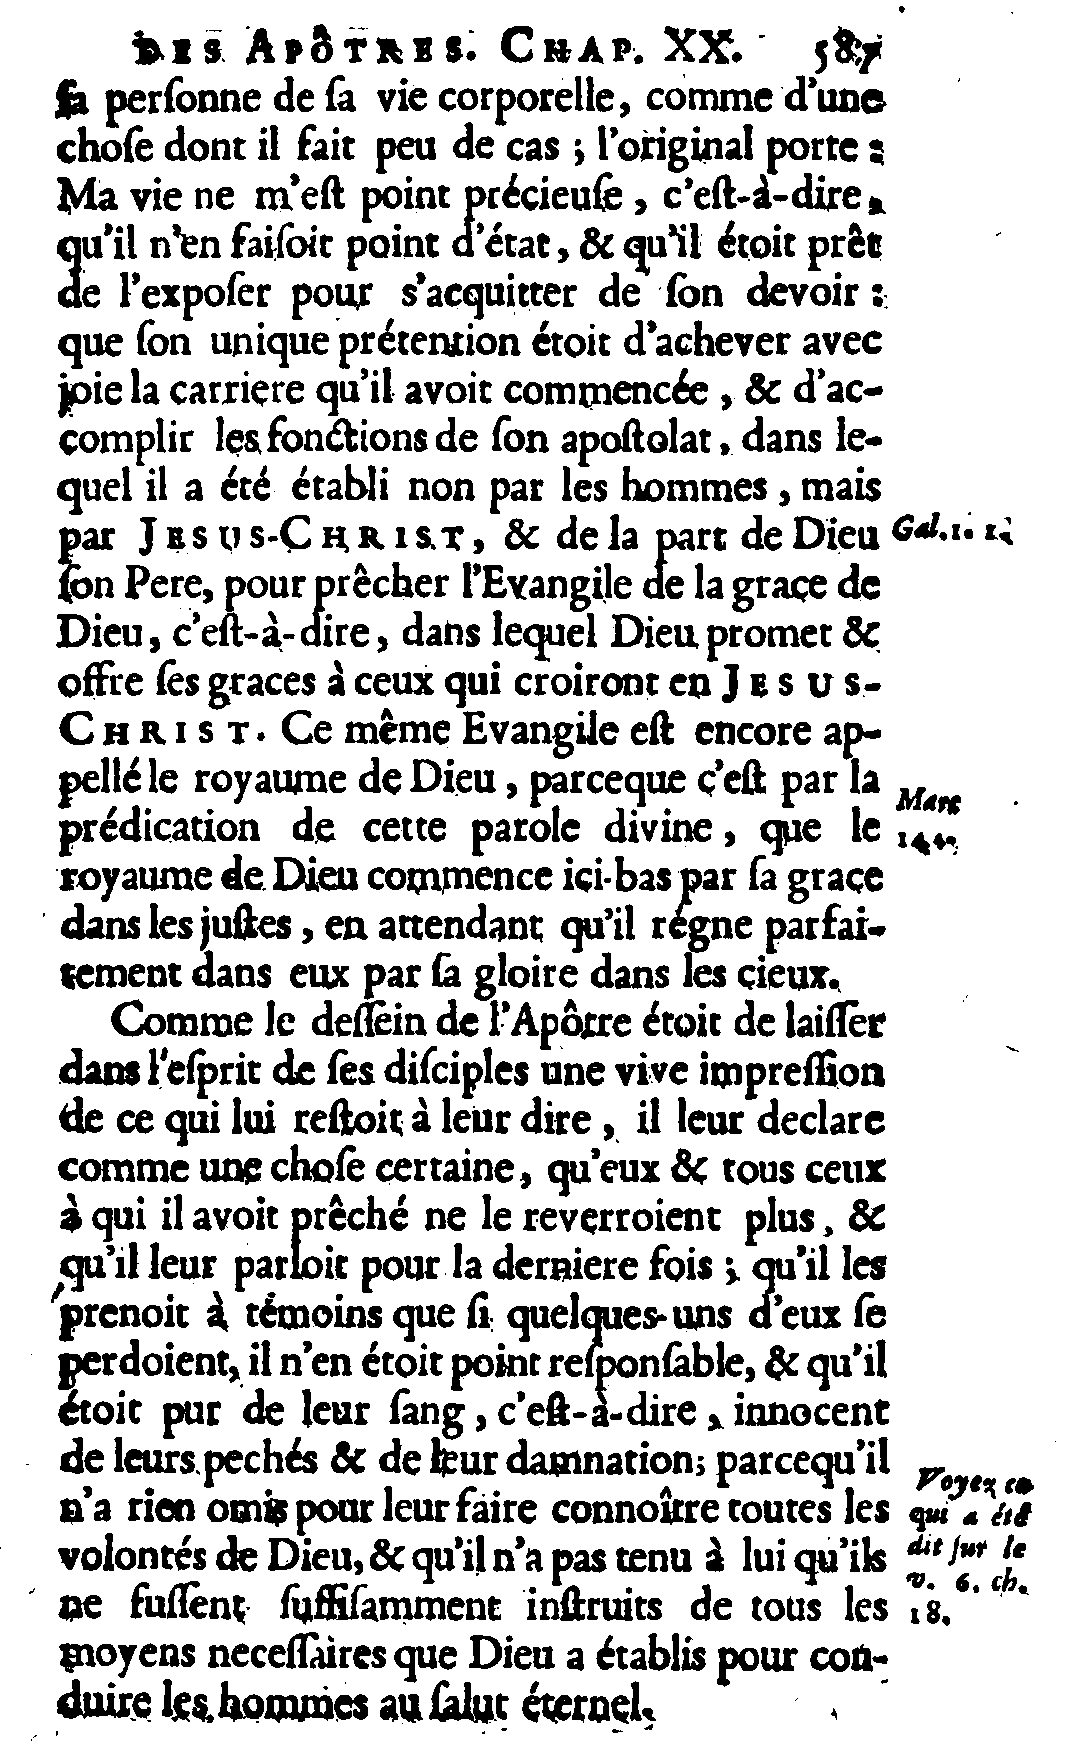 DES APÔTRES. CHAP. XX. 587
ſa perſonne de ſa vie corporelle, comme d'une
choſe dont il fait peu de cas ; l'original porte :
Ma vie ne m'eſt point précieuſe, c'eſt-à-dire,
qu'il n'en faiſoit point d'état, & qu'il étoit prêt
de l'expoſer pour s'acquitter de ſon devoir :
que ſon unique prétention étoit d'achever avec
joie la carriere qu'il avoit commencée, & d'ac-
complir les fonctions de ſon apoſtolat, dans le-
quel il a été établi non par les hommes, mais
par JESUS-CHRIST, & de la part de Dieu
Gal. 1. 1.
ſon Pere, pour prêcher l'Evangile de la grace de
Dieu, c'eſt-à-dire, dans lequel Dieu promet &
offre ſes graces à ceux qui croiront en JESUS-
CHRIST. Ce même Evangile eſt encore ap-
pellé le royaume de Dieu, parceque c'eſt par la
prédication de cette parole divine, que le
Marc
royaume de Dieu commence ici-bas par ſa grace
dans les juſtes, en attendant qu'il régne parfai-
tement dans eux par ſa gloire dans les cieux.
Comme le deſſein de l'Apôtre étoit de laiſſer
dans l'eſprit de ſes diſciples une vive impreſſion
de ce qui lui reſtoit à leur dire, il leur declare
comme une choſe certaine, qu'eux & tous ceux
à qui il avoit prêché ne le reverroient plus, &
qu'il leur parloit pour la derniere fois ; qu'il les
prenoit à témoins que ſi quelques-uns d'eux ſe
perdoient, il n'en étoit point reſponſable, & qu'il
étoit pur de leur ſang, c'eſt-à-dire, innocent
de leurs pechés & de leur damnation; parcequ'il
n'a rien omis pour leur faire connoître toutes les
volontés de Dieu, & qu'il n'a pas tenu à lui qu'ils
ne fuſſent ſuffiſamment inſtruits de tous les
moyens neceſſaires que Dieu a établis pour con-
duire les hommes au ſalut éternel.
Voyez ce
qui a été
dit ſur le
v. 6. ch.
18.